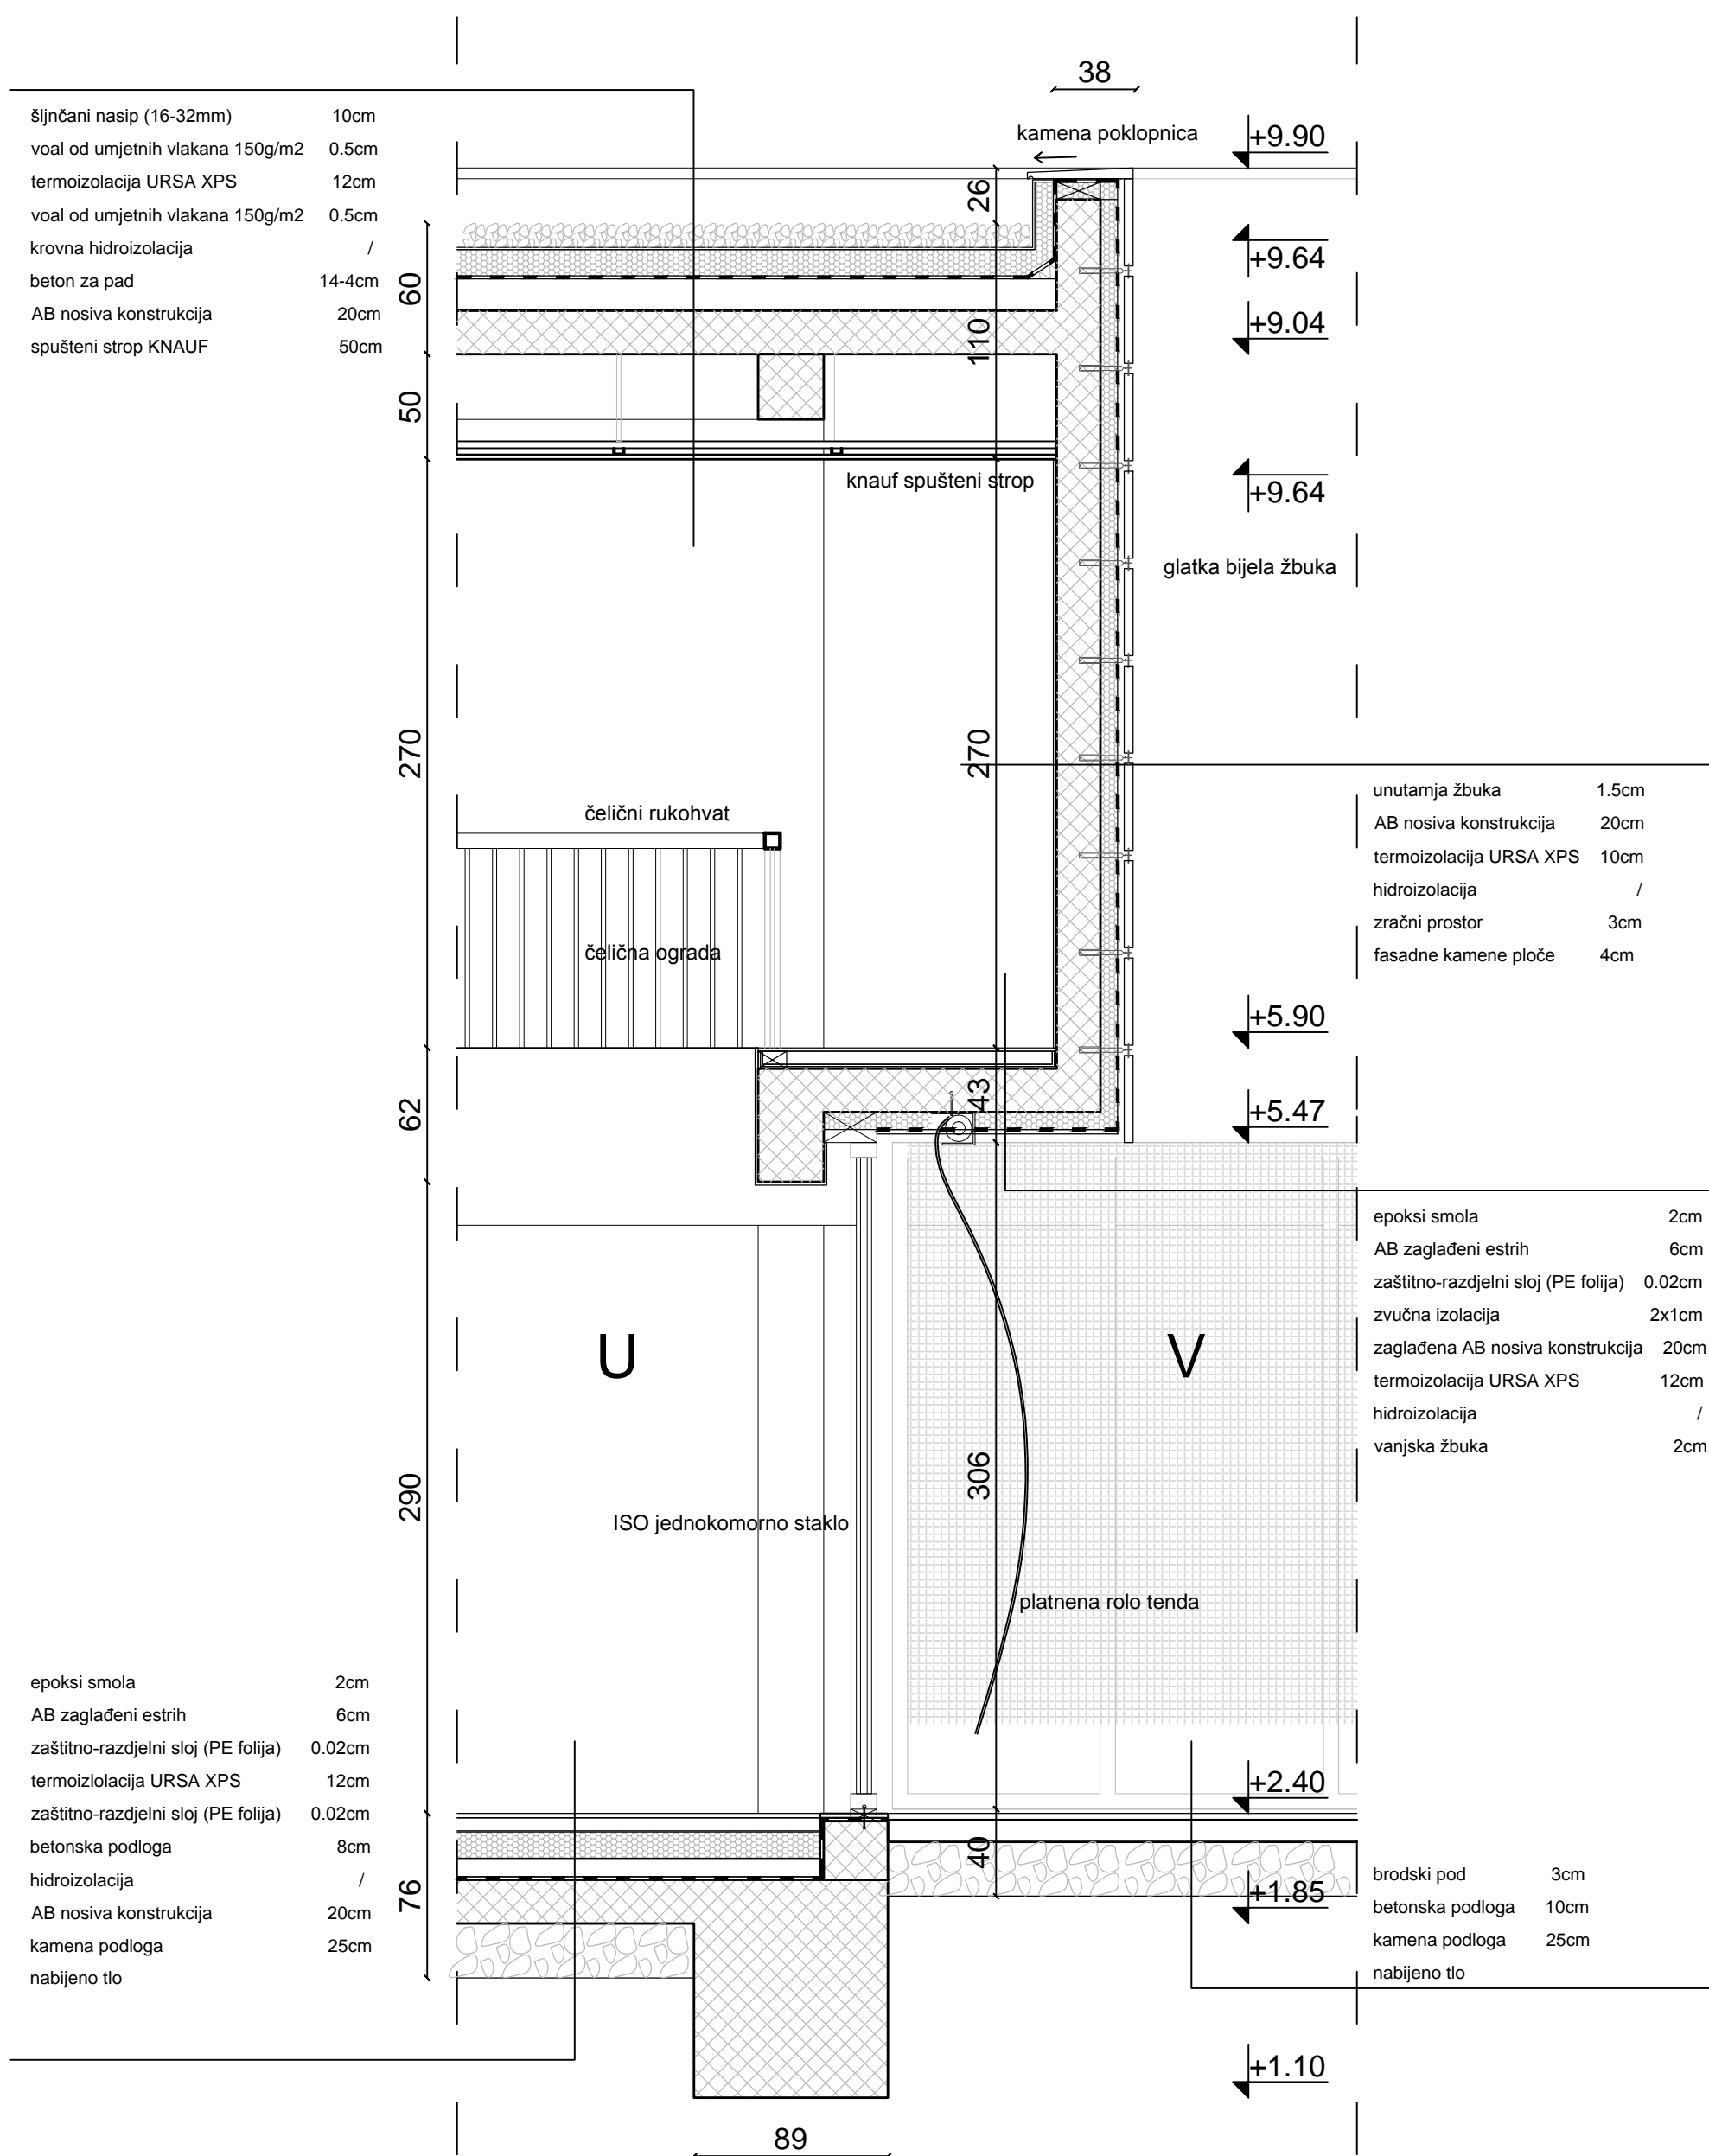 38
kamena poklopnica
+9.90
šljnčani nasip (16-32mm) 10cm
voal od umjetnih vlakana 150g/m2 0.5cm
termoizolacija URSA XPS 12cm
voal od umjetnih vlakana 150g/m2 0.5cm
krovna hidroizolacija /
beton za pad 14-4cm
AB nosiva konstrukcija 20cm
spušteni strop KNAUF 50cm
26
+9.64
60
110
+9.04
50
knauf spušteni strop
+9.64
glatka bijela žbuka
270
270
unutarnja žbuka 1.5cm
AB nosiva konstrukcija 20cm
termoizolacija URSA XPS 10cm
hidroizolacija /
zračni prostor 3cm
fasadne kamene ploče 4cm
čelični rukohvat
čelična ograda
+5.90
62
43
+5.47
epoksi smola 2cm
AB zaglađeni estrih 6cm
zaštitno-razdjelni sloj (PE folija) 0.02cm
zvučna izolacija 2x1cm
zaglađena AB nosiva konstrukcija 20cm
termoizolacija URSA XPS 12cm
hidroizolacija /
vanjska žbuka 2cm
U
V
290
306
ISO jednokomorno staklo
platnena rolo tenda
epoksi smola 2cm
AB zaglađeni estrih 6cm
zaštitno-razdjelni sloj (PE folija) 0.02cm
termoizlolacija URSA XPS 12cm
zaštitno-razdjelni sloj (PE folija) 0.02cm
betonska podloga 8cm
hidroizolacija /
AB nosiva konstrukcija 20cm
kamena podloga 25cm
nabijeno tlo
76
+2.40
40
+1.85
brodski pod 3cm
betonska podloga 10cm
kamena podloga 25cm
nabijeno tlo
+1.10
89